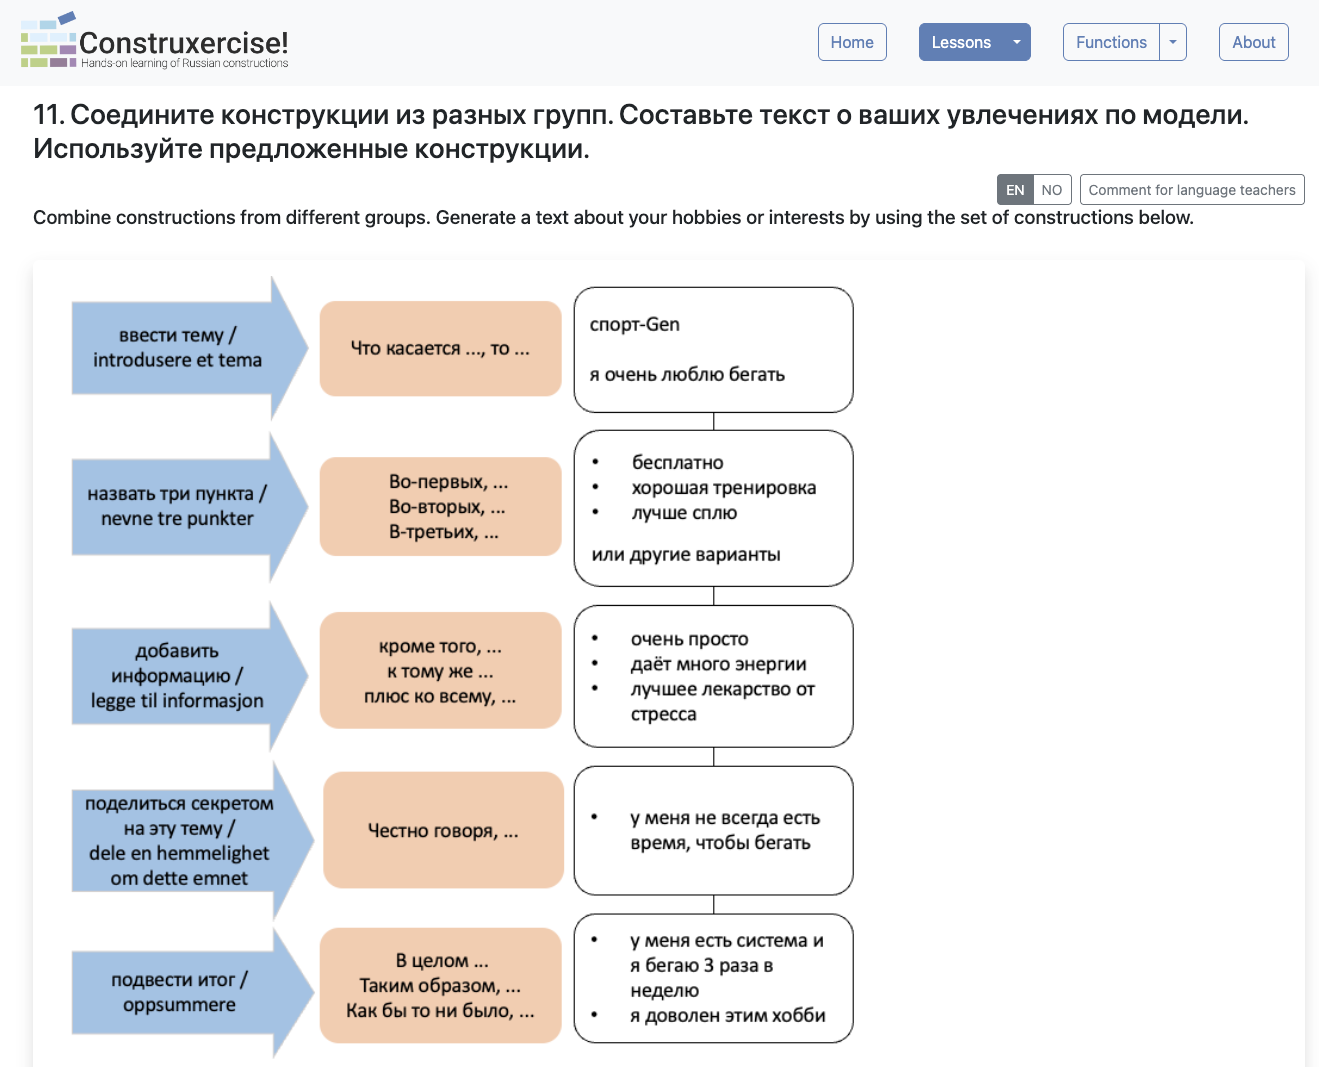 Construxercise!
Hands-on learning of Russian constructions
Home
Lessons
Functions
About
11. Соедините конструкции из разных групп. Составьте текст о ваших увлечениях по модели.
Используйте предложенные конструкции.
EN
NO
Comment for language teachers
Combine constructions from different groups. Generate a text about your hobbies or interests by using the set of constructions below.
ввести тему /
introdusere et tema
Что касается ..., то ...
спорт-Gen
я очень люблю бегать
назвать три пункта /
nevne tre punkter
Во-первых, ...
Во-вторых, ...
В-третьих, ...
• бесплатно
• хорошая тренировка
• лучше сплю
или другие варианты
добавить
информацию /
legge til informasjon
кроме того, ...
к тому же ...
плюс ко всему, ...
• очень просто
• даёт много энергии
• лучшее лекарство от
стресса
поделиться секретом
на эту тему /
dele en hemmelighet
om dette emnet
Честно говоря, ...
• у меня не всегда есть
время, чтобы бегать
подвести итог /
oppsummere
В целом ...
Таким образом, ...
Как бы то ни было, ...
• у меня есть система и
я бегаю 3 раза в
неделю
• я доволен этим хобби